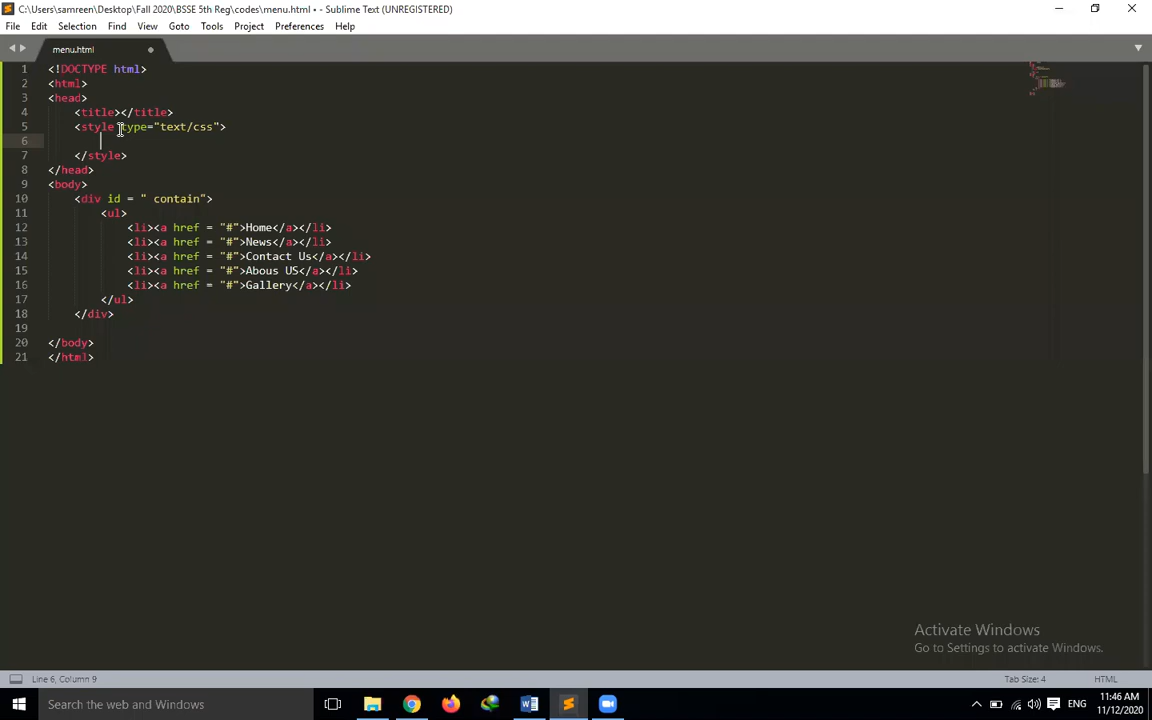 C:\Users\samreen\Desktop\Fall 2020\BSSE 5th Reg\codes\menu.html • - Sublime Text (UNREGISTERED)
File Edit Selection Find View Goto Tools Project Preferences Help
menu.html
1 <!DOCTYPE html>
2 <html>
3 <head>
4 <title></title>
5 <style type="text/css">
6
7 </style>
8 </head>
9 <body>
10 <div id = " contain">
11 <ul>
12 <li><a href = "#">Home</a></li>
13 <li><a href = "#">News</a></li>
14 <li><a href = "#">Contact Us</a></li>
15 <li><a href = "#">Abous US</a></li>
16 <li><a href = "#">Gallery</a></li>
17 </ul>
18 </div>
19
20 </body>
21 </html>
Activate Windows
Go to Settings to activate Windows.
Line 6, Column 9 Tab Size: 4 HTML
Search the web and Windows ENG 11:46 AM
11/12/2020